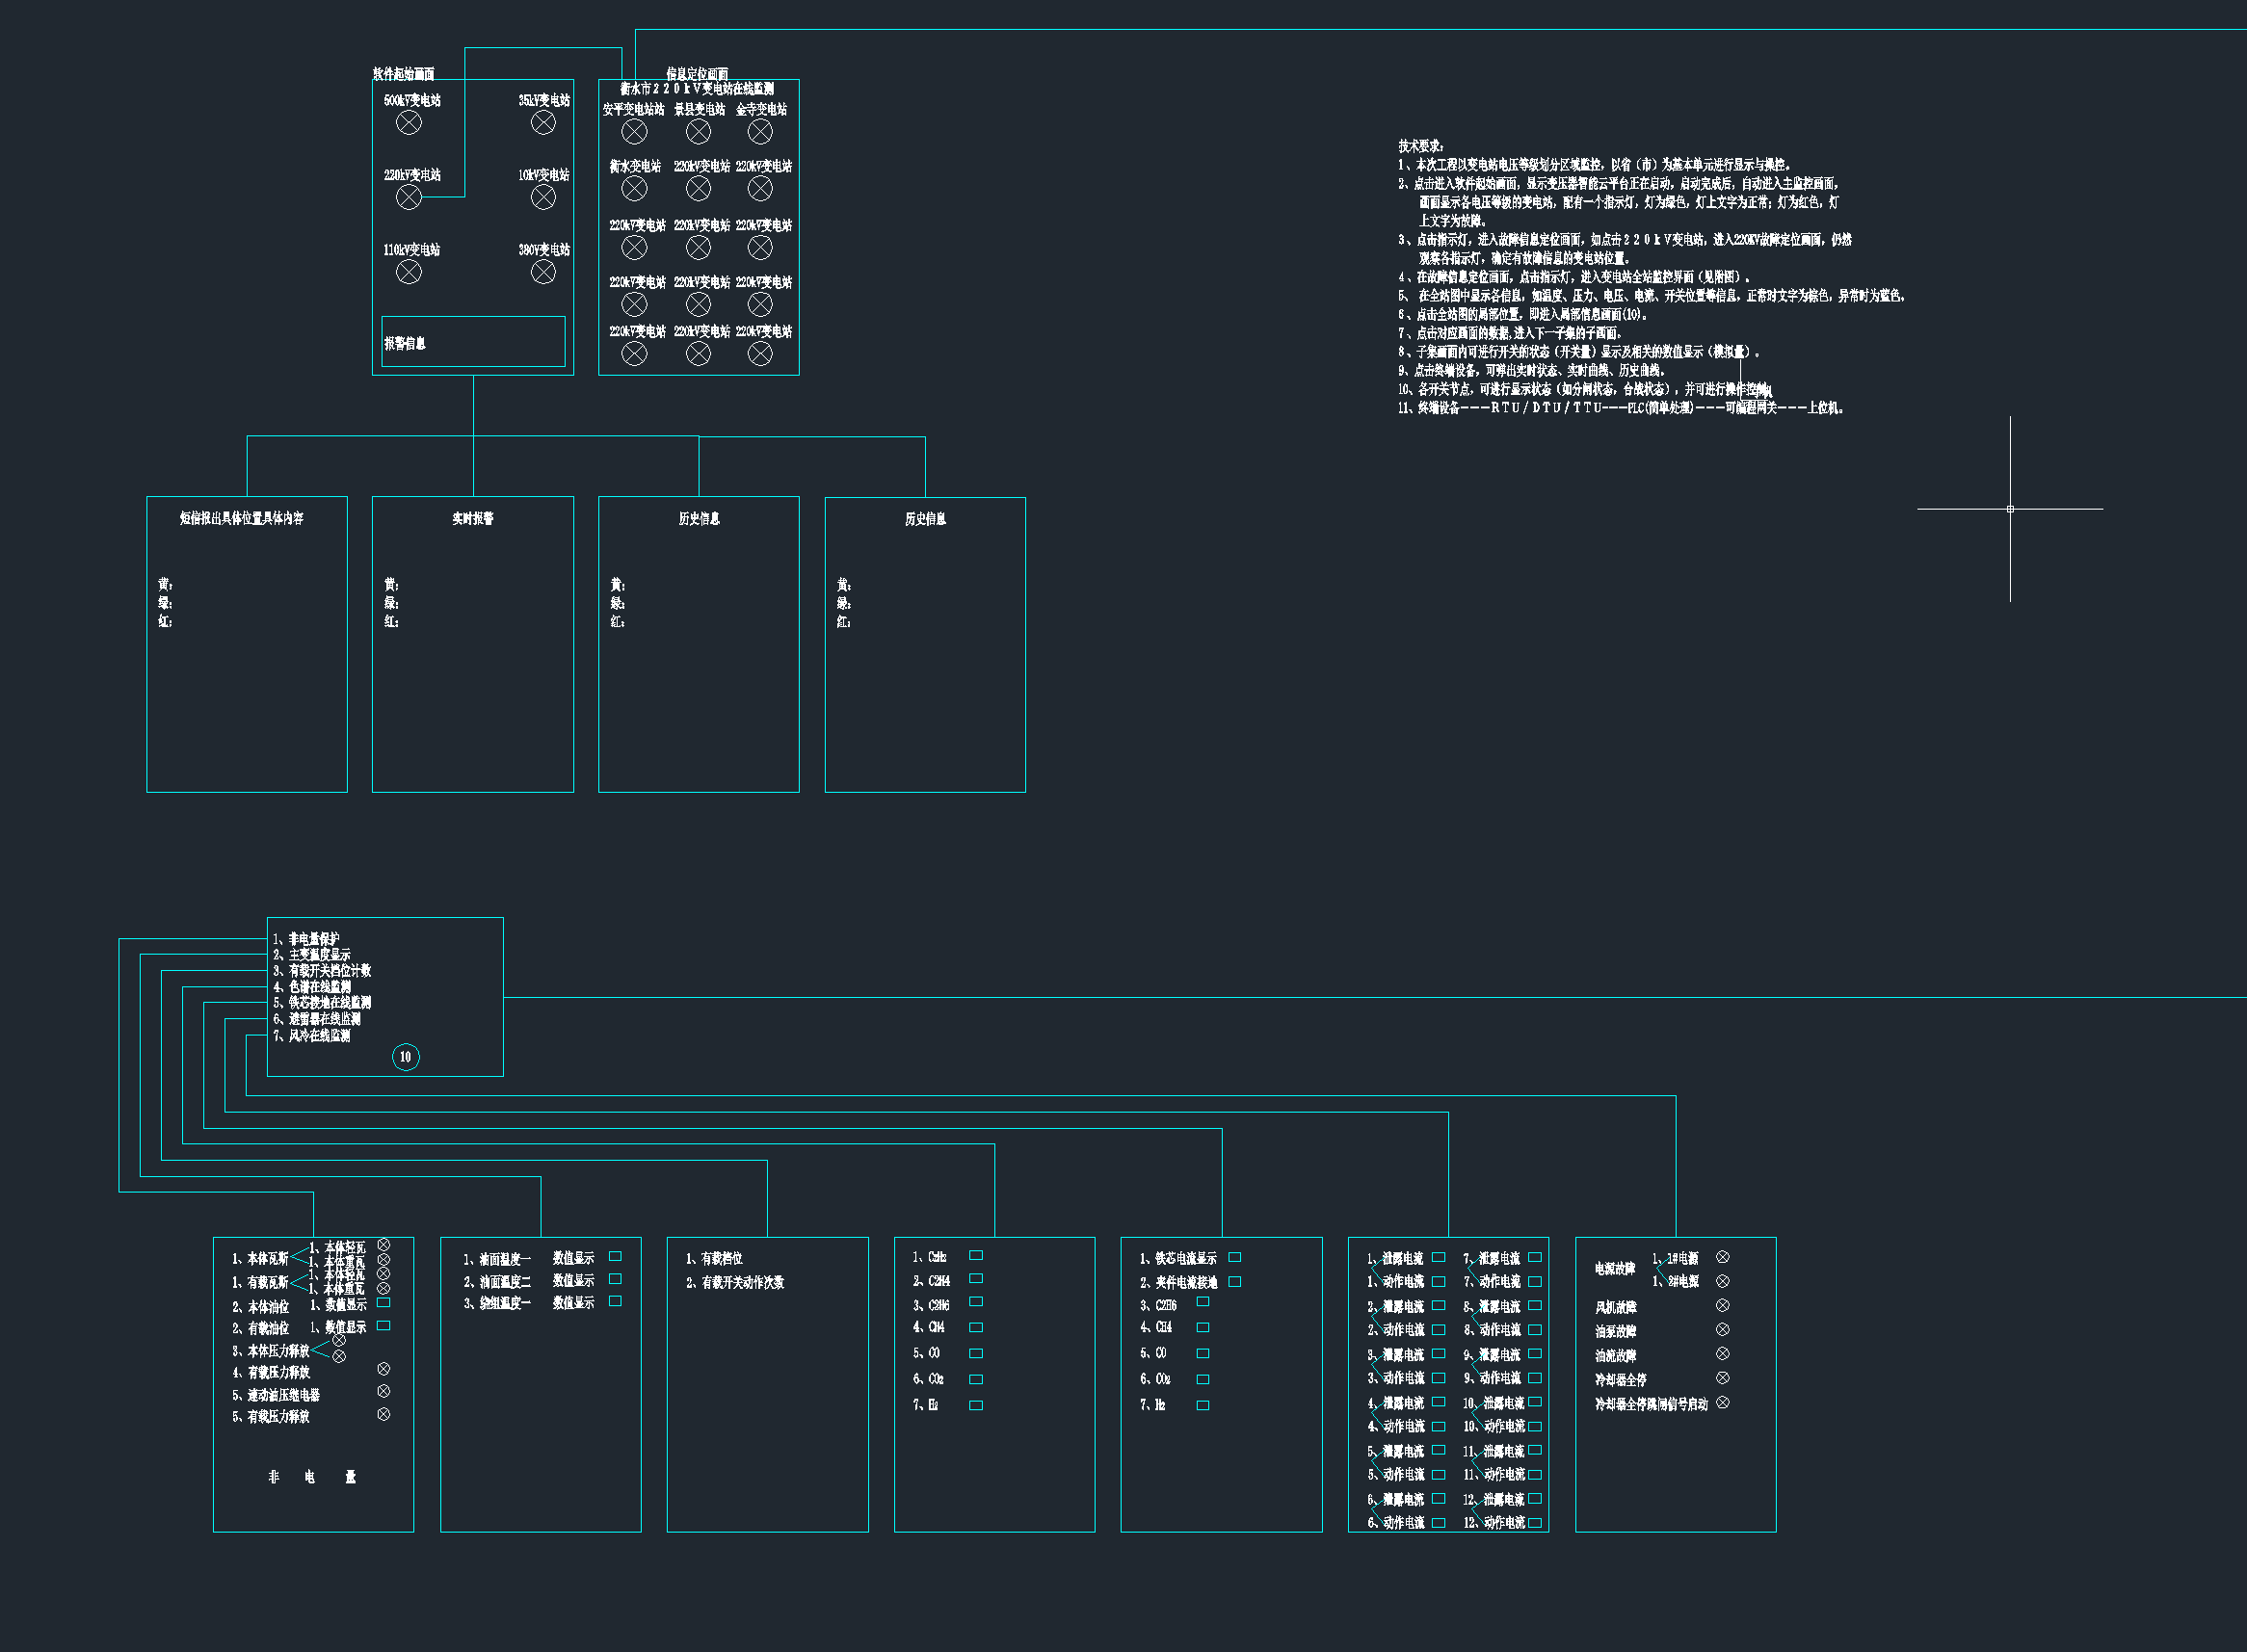 软件起始画面
500kV变电站
35kV变电站
220kV变电站
10kV变电站
110kV变电站
380V变电站
报警信息
信息定位画面
衡水市220kV变电站在线监测
安平变电站站 景县变电站 金寺变电站
衡水变电站 220kV变电站 220kV变电站
220kV变电站 220kV变电站 220kV变电站
220kV变电站 220kV变电站 220kV变电站
220kV变电站 220kV变电站 220kV变电站
技术要求:
1、本次工程以变电站电压等级划分区域监控,以省(市)为基本单元进行显示与操控。
2、点击进入软件起始画面,显示变压器智能云平台正在启动,启动完成后,自动进入主监控画面,
画面显示各电压等级的变电站,配有一个指示灯,灯为绿色,灯上文字为正常;灯为红色,灯
上文字为故障。
3、点击指示灯,进入故障信息定位画面,如点击220kV变电站,进入220KV故障定位画面,仍然
观察各指示灯,确定有故障信息的变电站位置。
4、在故障信息定位画面,点击指示灯,进入变电站全站监控界面(见附图)。
5、 在全站图中显示各信息,如温度、压力、电压、电流、开关位置等信息,正常时文字为棕色,异常时为蓝色。
6、点击全站图的局部位置,即进入局部信息画面(10)。
7、点击对应画面的数据,进入下一子集的子画面。
8、子集画面内可进行开关的状态(开关量)显示及相关的数值显示(模拟量)。
9、点击终端设备,可弹出实时状态、实时曲线、历史曲线。
10、各开关节点,可进行显示状态(如分闸状态,合战状态),并可进行操作控制。
11、终端设备---RTU/DTU/TTU---PLC(简单处理)----可编程网关---上位机。
短信报出具体位置具体内容
黄:
绿:
红:
实时报警
黄:
绿:
红:
历史信息
黄:
绿:
红:
历史信息
黄:
绿:
红:
1、非电量保护
2、主变温度显示
3、有载开关档位计数
4、色谱在线监测
5、铁芯接地在线监测
6、避雷器在线监测
7、风冷在线监测
10
1、本体瓦斯
1、本体轻瓦
1、本体重瓦
1、有载瓦斯
1、本体轻瓦
1、本体重瓦
2、本体油位 1、数值显示
2、有载油位 1、数值显示
3、本体压力释放
4、有载压力释放
5、速动油压继电器
5、有载压力释放
非 电 量
1、油面温度一 数值显示
2、油面温度二 数值显示
3、绕组温度一 数值显示
1、有载档位
2、有载开关动作次数
1、C2H2
2、C2H4
3、C2H6
4、CH4
5、CO
6、CO2
7、H2
1、铁芯电流显示
2、夹件电流接地
3、C2H6
4、CH4
5、CO
6、CO2
7、H2
1、泄露电流 7、泄露电流
1、动作电流 7、动作电流
2、泄露电流 8、泄露电流
2、动作电流 8、动作电流
3、泄露电流 9、泄露电流
3、动作电流 9、动作电流
4、泄露电流 10、泄露电流
4、动作电流 10、动作电流
5、泄露电流 11、泄露电流
5、动作电流 11、动作电流
6、泄露电流 12、泄露电流
6、动作电流 12、动作电流
电源故障
1、1#电源
1、2#电源
风机故障
油泵故障
油流故障
冷却器全停
冷却器全停跳闸信号启动